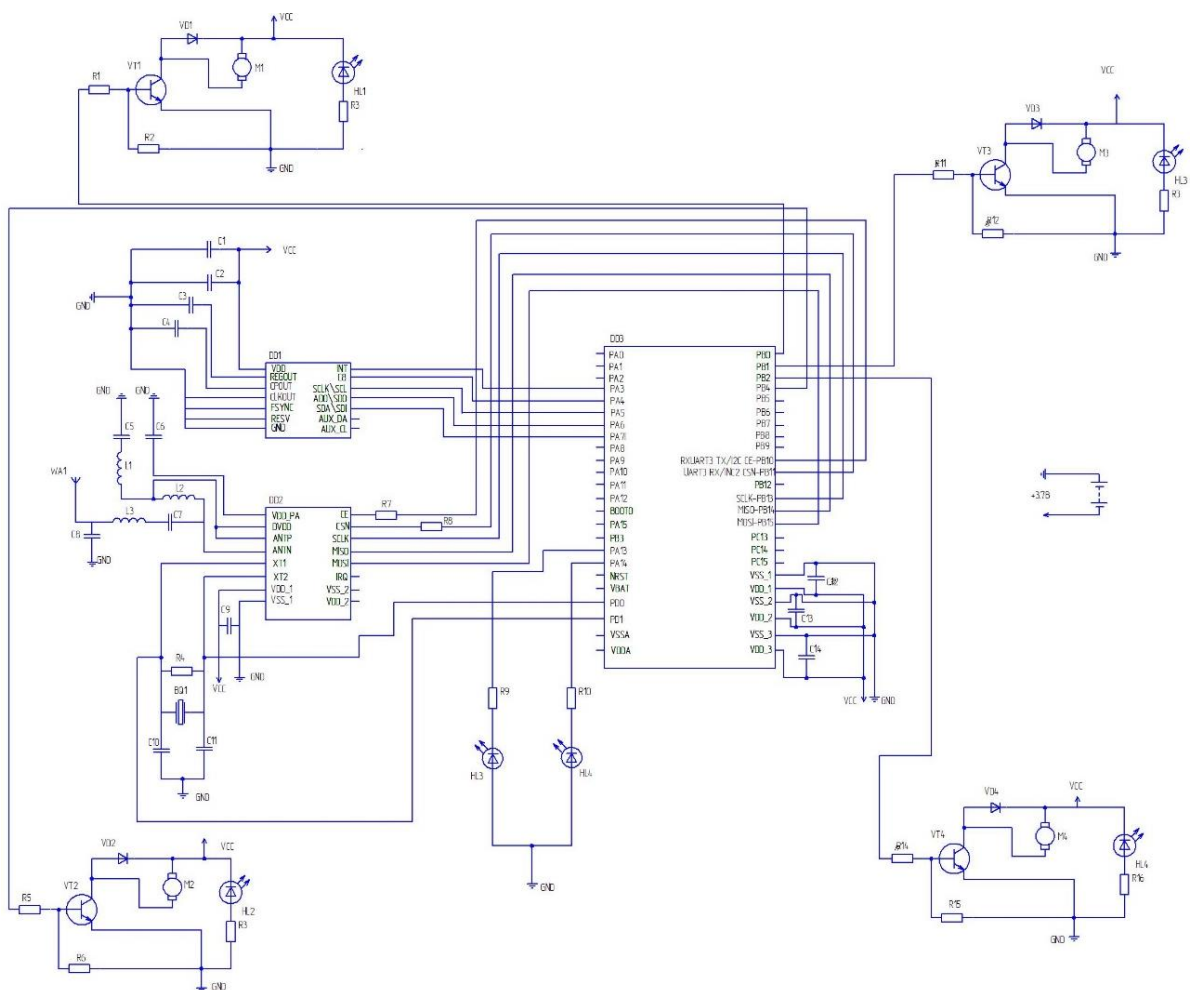 VCC
VD1
M1
VT1
HL1
R1
R3
R2
GND
VCC
VD3
M3
VT3
HL3
R11
R3
R12
GND
C1
VCC
C2
GND
C3
C4
DD1
VDD INT
REGOUT C8
CPOUT SCLK\SCL
CLKOUT ADO\SDO
FSYNC SDA\SDI
RESV AUX_DA
GND AUX_CL
DD3
PA0 PB0
PA1 PB1
PA2 PB2
PA3 PB4
PA4 PB5
PA5 PB6
PA6 PB7
PA7 PB8
PA8 PB9
PA9 RXUART3 TX/I2C CE-PB10
PA10 UART3 RX/INC2 CSN-PB11
PA11 PB12
PA12 SCLK-PB13
BOOT0 MISO-PB14
PA15 MOSI-PB15
PB3 PC13
PA13 PC14
PA14 PC15
NRST VSS_1
VBAT VDD_1
PD0 VSS_2
PD1 VDD_2
VSSA VSS_3
VDDA VDD_3
C13
C14
VCC GND
GND GND
C5 C6
L1
WA1
L2
L3 C7
C8
GND
DD2
VDD_PA CE
DVDD CSN
ANTP SCLK
ANTN MISO
XT1 MOSI
XT2 IRQ
VDD_1 VSS_2
VSS_1 VDD_2
R7
R8
C9
VCC GND
R4
BQ1
C10 C11
GND
R9 R10
HL3 HL4
GND
+3.7В
VCC
VD2
M2
VT2
HL2
R5
R3
R6
GND
VCC
VD4
M4
VT4
HL4
R14
R16
R15
GND